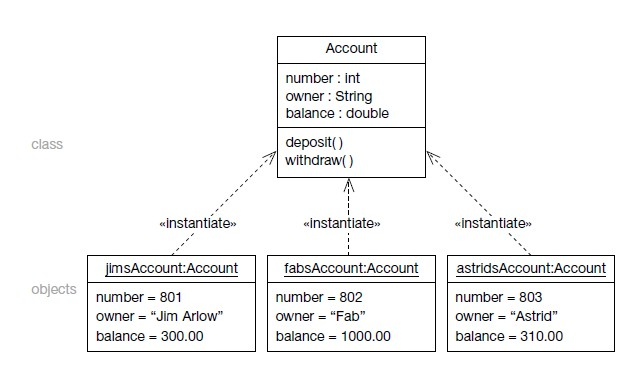 Account
number : int
owner : String
balance : double
deposit( )
withdraw( )
class
«instantiate» «instantiate» «instantiate»
objects
jimsAccount:Account
number = 801
owner = “Jim Arlow”
balance = 300.00
fabsAccount:Account
number = 802
owner = “Fab”
balance = 1000.00
astridsAccount:Account
number = 803
owner = “Astrid”
balance = 310.00